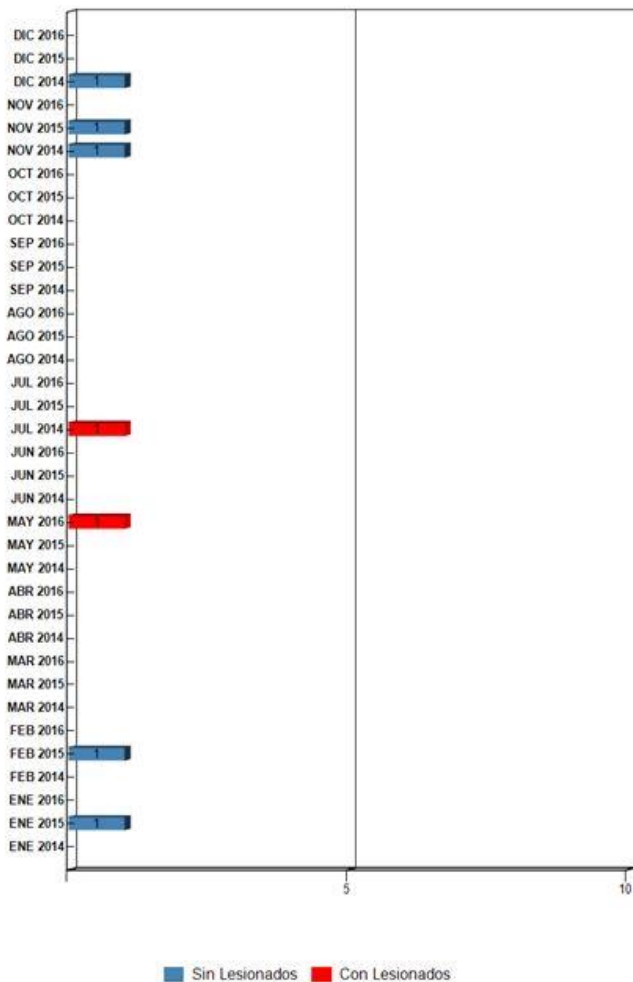 DIC 2016
DIC 2015
DIC 2014 1
NOV 2016
NOV 2015 1
NOV 2014 1
OCT 2016
OCT 2015
OCT 2014
SEP 2016
SEP 2015
SEP 2014
AGO 2016
AGO 2015
AGO 2014
JUL 2016
JUL 2015
JUL 2014 1
JUN 2016
JUN 2015
JUN 2014
MAY 2016 1
MAY 2015
MAY 2014
ABR 2016
ABR 2015
ABR 2014
MAR 2016
MAR 2015
MAR 2014
FEB 2016
FEB 2015 1
FEB 2014
ENE 2016
ENE 2015 1
ENE 2014
5 10
Sin Lesionados Con Lesionados